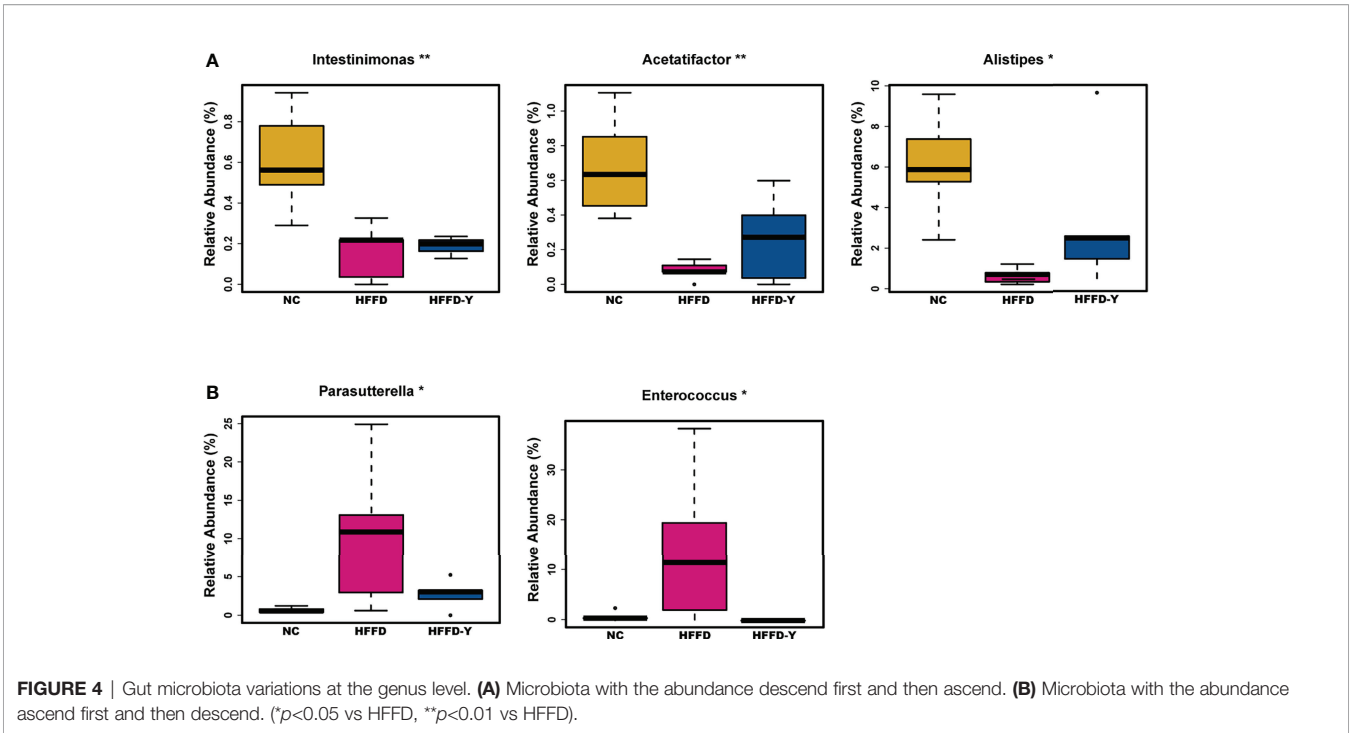 A
Intestinimonas **
Acetatifactor **
Alistipes *
Relative Abundance (%)
0.0 0.2 0.4 0.6 0.8
NC HFFD HFFD-Y
Relative Abundance (%)
0.0 0.2 0.4 0.6 0.8 1.0
NC HFFD HFFD-Y
Relative Abundance (%)
0 2 4 6 8 10
NC HFFD HFFD-Y
B
Parasutterella *
Enterococcus *
Relative Abundance (%)
0 5 10 15 20 25
NC HFFD HFFD-Y
Relative Abundance (%)
0 10 20 30
NC HFFD HFFD-Y
FIGURE 4 | Gut microbiota variations at the genus level. (A) Microbiota with the abundance descend first and then ascend. (B) Microbiota with the abundance
ascend first and then descend. (*p<0.05 vs HFFD, **p<0.01 vs HFFD).